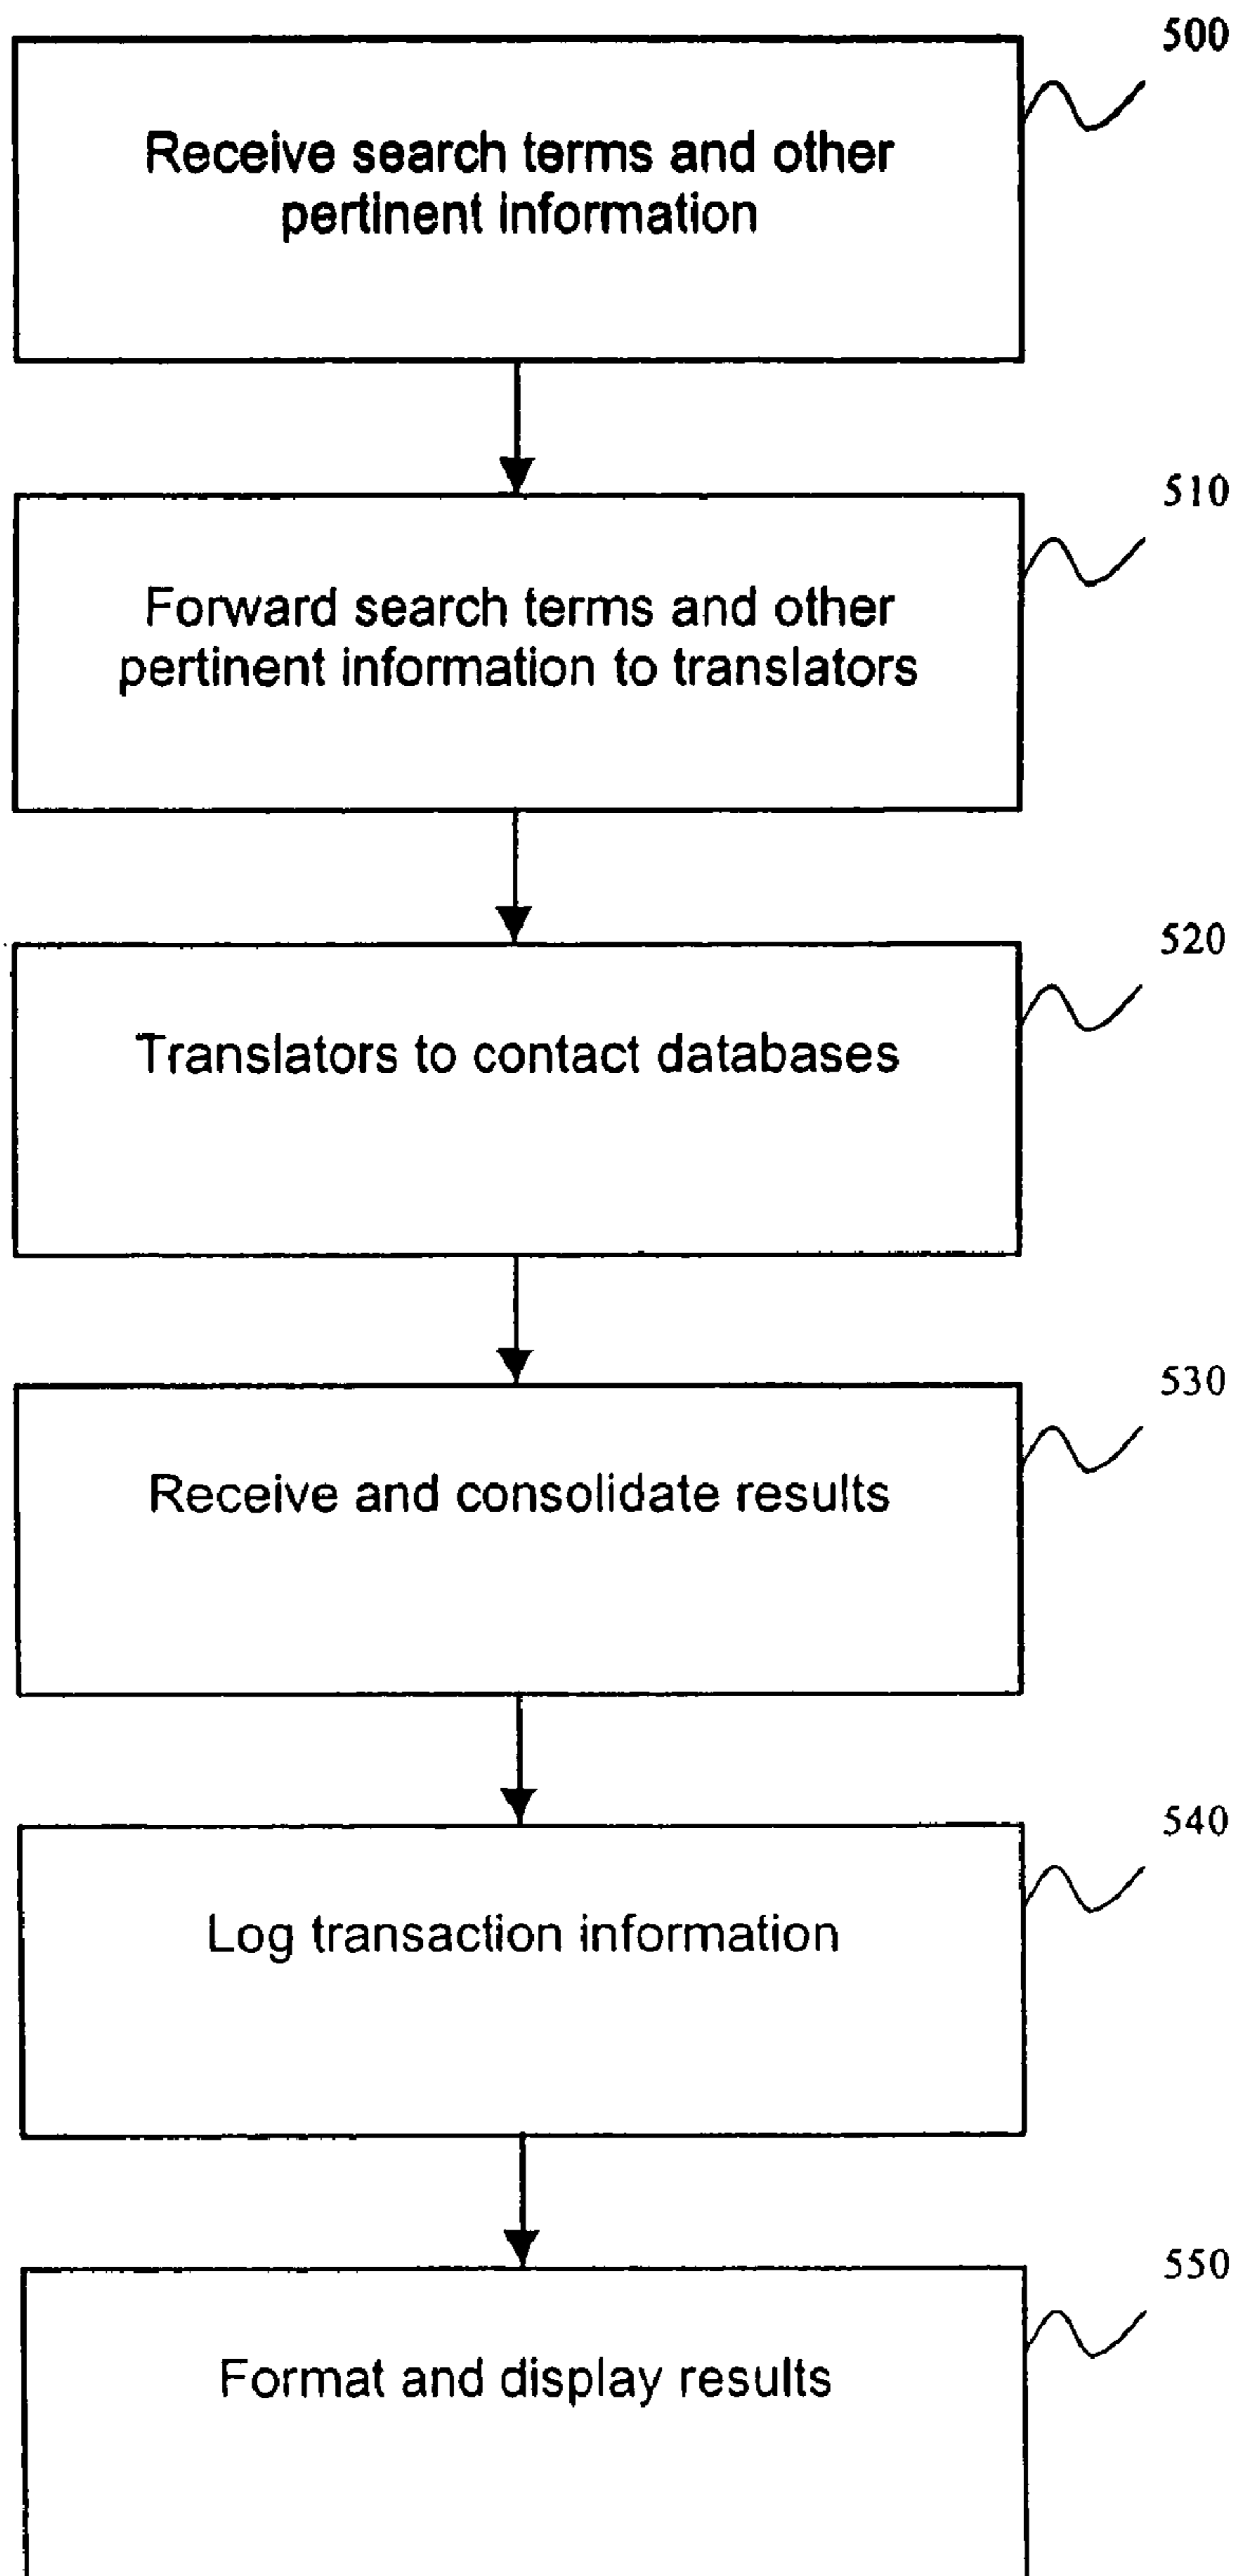 500
Receive search terms and other
pertinent information
510
Forward search terms and other
pertinent information to translators
520
Translators to contact databases
530
Receive and consolidate results
540
Log transaction information
550
Format and display results